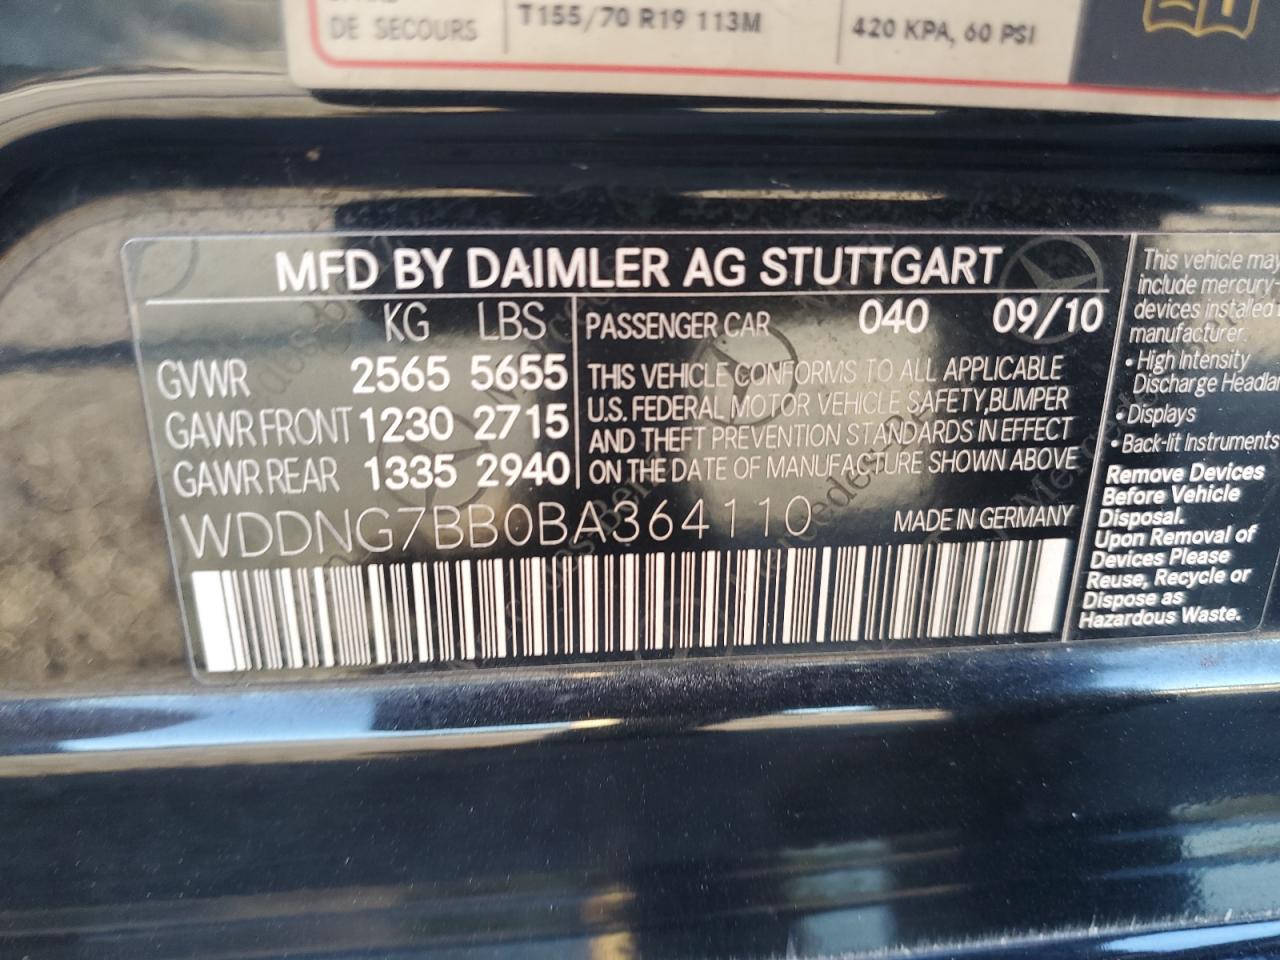 DE SECOURS
T155/70 R19 113M
420 KPA, 60 PSI
MFD BY DAIMLER AG STUTTGART
KG LBS
GVWR 2565 5655
GAWR FRONT 1230 2715
GAWR REAR 1335 2940
PASSENGER CAR 040 09/10
THIS VEHICLE CONFORMS TO ALL APPLICABLE
U.S. FEDERAL MOTOR VEHICLE SAFETY,BUMPER
AND THEFT PREVENTION STANDARDS IN EFFECT
ON THE DATE OF MANUFACTURE SHOWN ABOVE
WDDNG7BB0BA364110
MADE IN GERMANY
This vehicle may
include mercury-
devices installed
manufacturer.
• High Intensity
Discharge
• Displays
• Back-lit Instruments
Remove Devices
Before Vehicle
Disposal.
Upon Removal of
Devices Please
Reuse, Recycle or
Dispose as
Hazardous Waste.